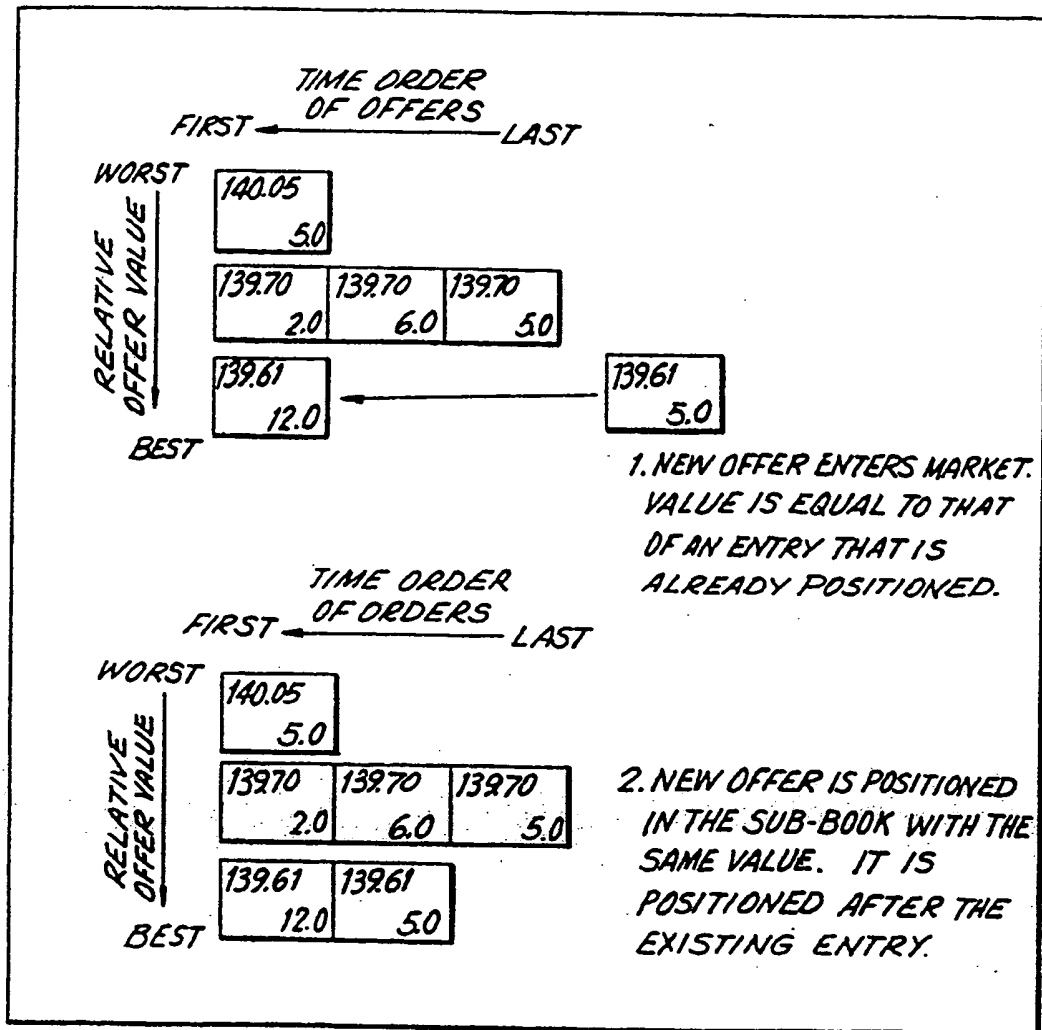 TIME ORDER
OF OFFERS
FIRST LAST
WORST
RELATIVE
OFFER VALUE
140.05
5.0
139.70 139.70 139.70
2.0 6.0 5.0
139.61 139.61
12.0 5.0
BEST
1. NEW OFFER ENTERS MARKET.
VALUE IS EQUAL TO THAT
OF AN ENTRY THAT IS
ALREADY POSITIONED.
TIME ORDER
OF ORDERS
FIRST LAST
WORST
RELATIVE
OFFER VALUE
140.05
5.0
139.70 139.70 139.70
2.0 6.0 5.0
139.61 139.61
12.0 5.0
BEST
2. NEW OFFER IS POSITIONED
IN THE SUB-BOOK WITH THE
SAME VALUE. IT IS
POSITIONED AFTER THE
EXISTING ENTRY.